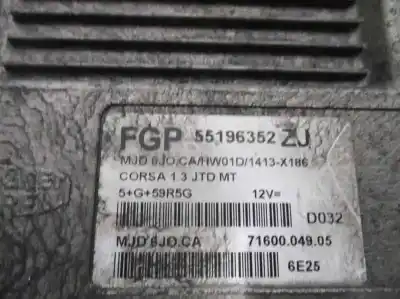 FGP 55196352 ZJ
MJD 6JO.CA/HW01D/1413-X186
CORSA 1.3 JTD MT
5+G+59R5G 12V=
D032
MJD 6JO.CA 71600.049.05
6E25